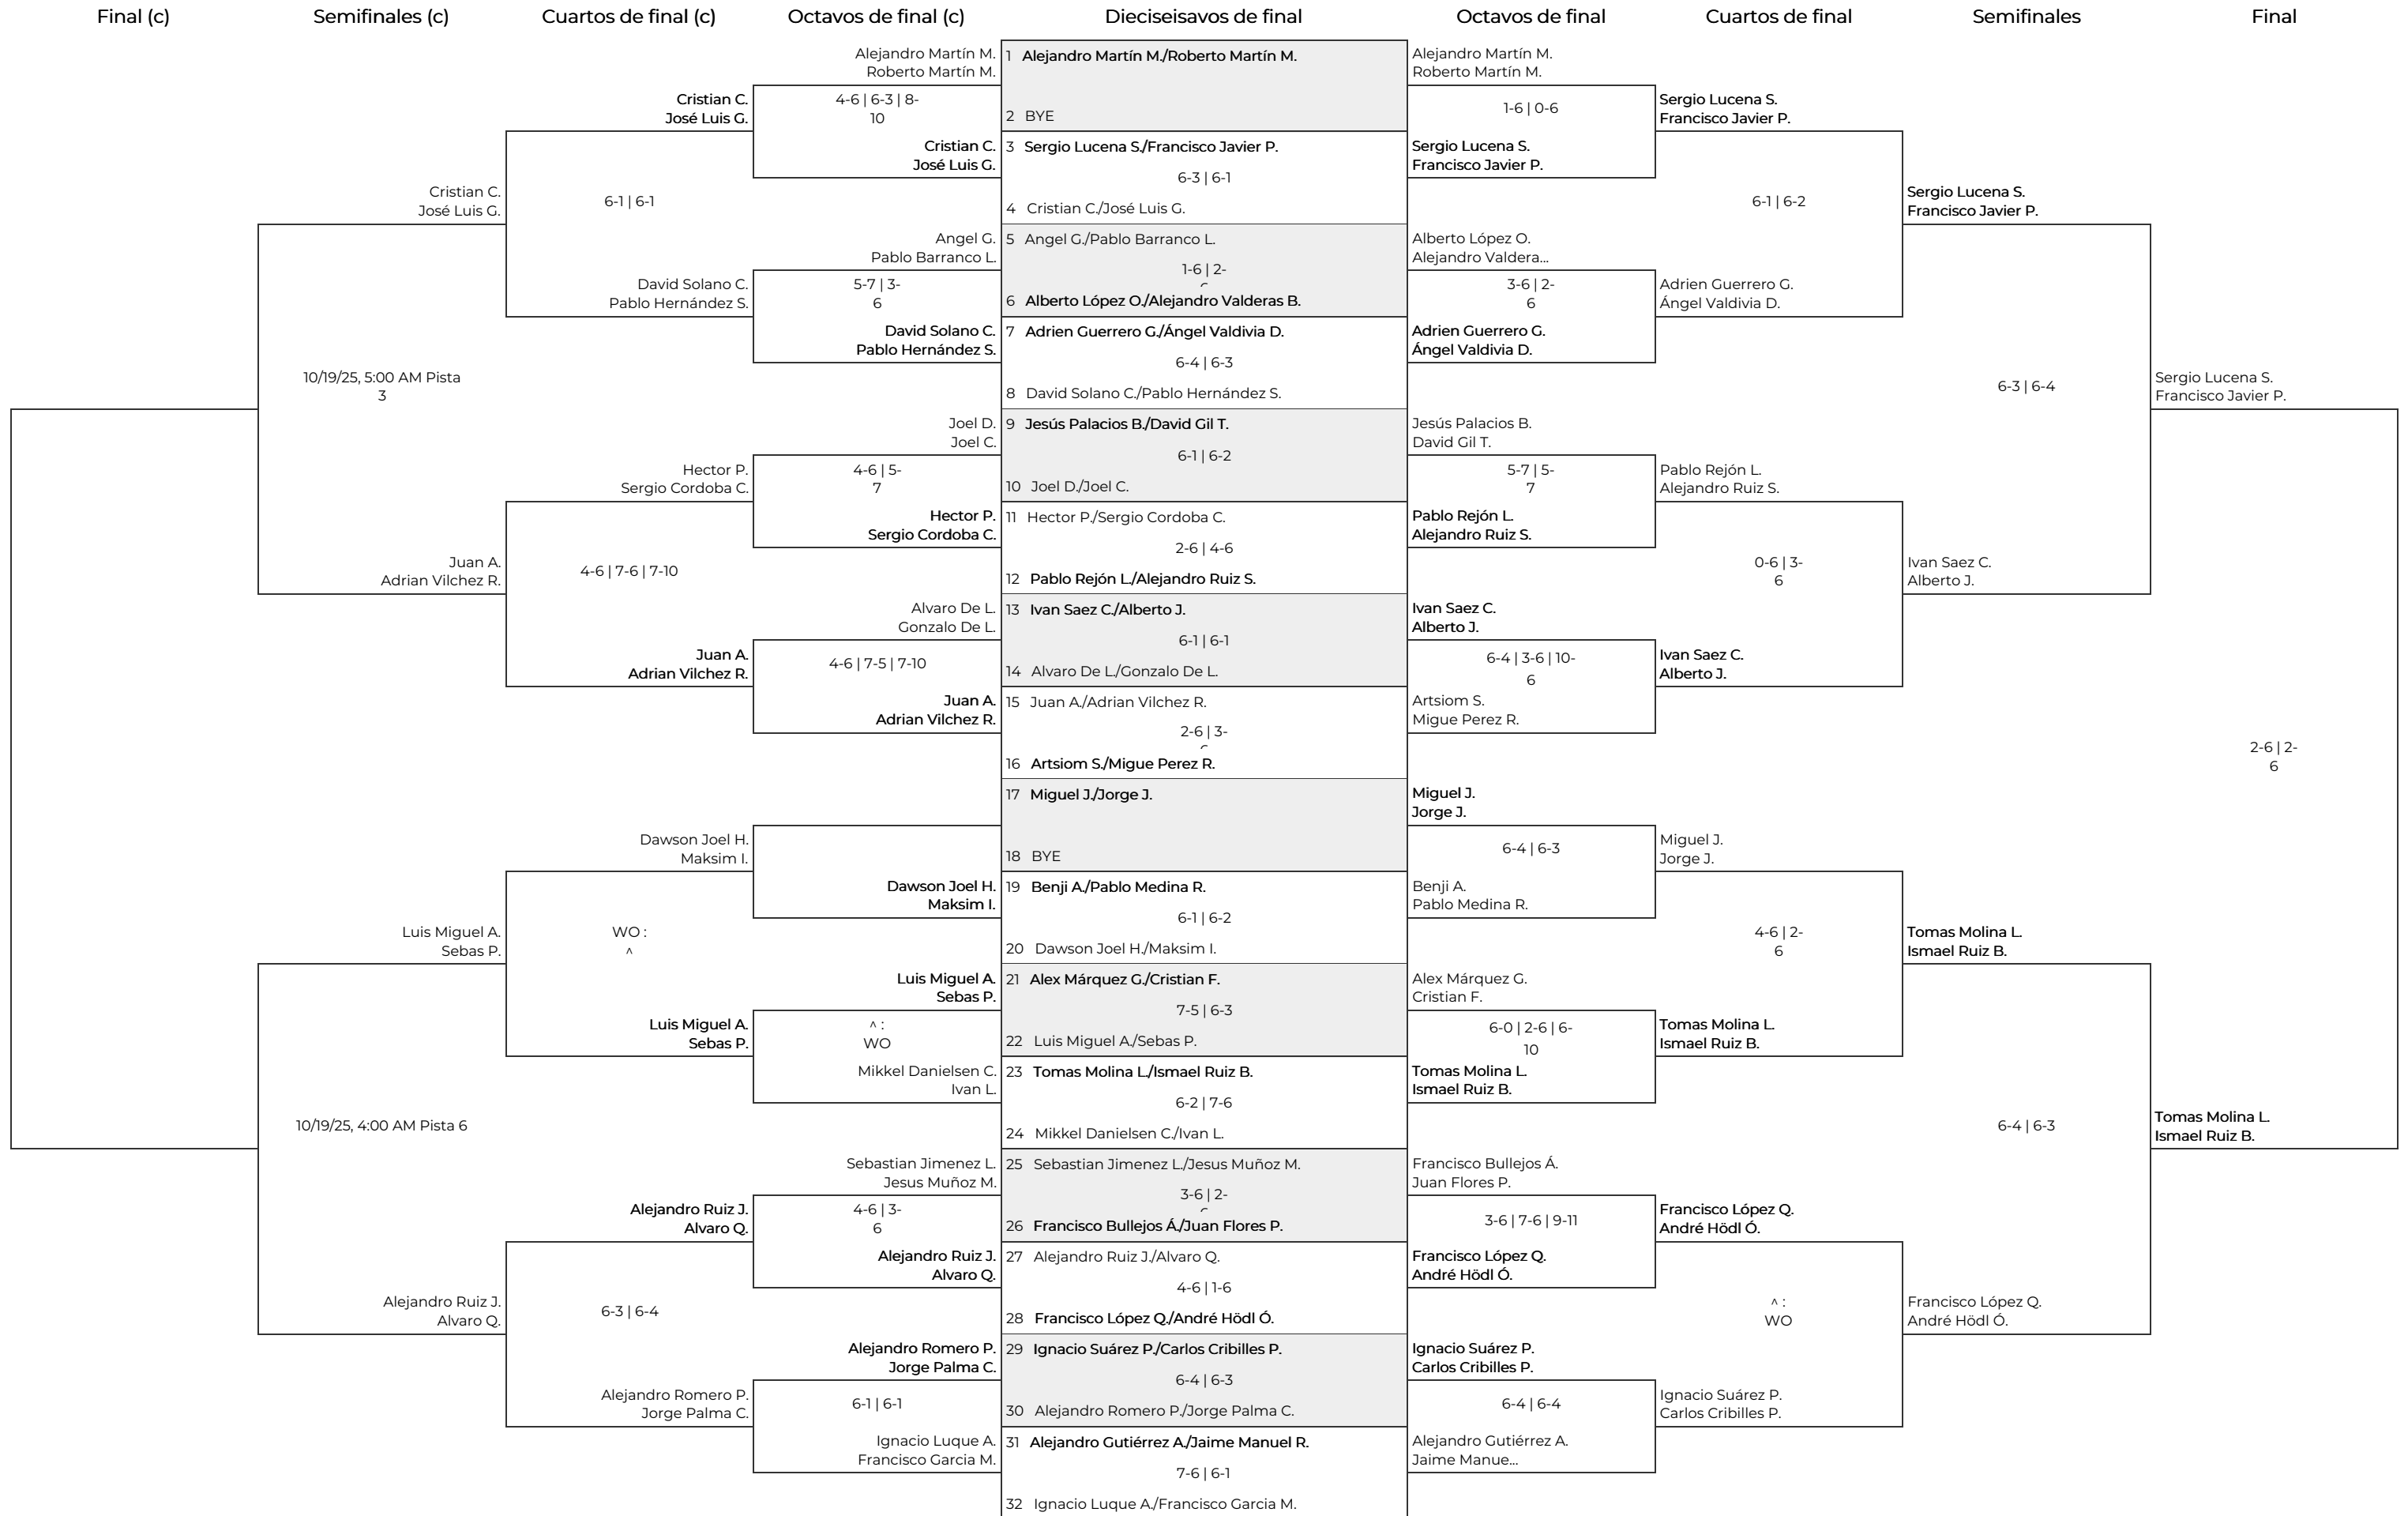 Final (c)
Semifinales (c)
Cuartos de final (c)
Octavos de final (c)
Dieciseisavos de final
Octavos de final
Cuartos de final
Semifinales
Final
10/19/25, 5:00 AM Pista
3
Cristian C.
José Luis G.
Juan A.
Adrian Vilchez R.
10/19/25, 4:00 AM Pista 6
Luis Miguel A.
Sebas P.
Alejandro Ruiz J.
Alvaro Q.
Cristian C.
José Luis G.
6-1 | 6-1
David Solano C.
Pablo Hernández S.
Hector P.
Sergio Cordoba C.
4-6 | 7-6 | 7-10
Juan A.
Adrian Vilchez R.
Dawson Joel H.
Maksim I.
WO :
^
Luis Miguel A.
Sebas P.
Alejandro Ruiz J.
Alvaro Q.
6-3 | 6-4
Alejandro Romero P.
Jorge Palma C.
Alejandro Martín M.
Roberto Martín M.
4-6 | 6-3 | 8-
10
Cristian C.
José Luis G.
Angel G.
Pablo Barranco L.
5-7 | 3-
6
David Solano C.
Pablo Hernández S.
Joel D.
Joel C.
4-6 | 5-
7
Hector P.
Sergio Cordoba C.
Alvaro De L.
Gonzalo De L.
4-6 | 7-5 | 7-10
Juan A.
Adrian Vilchez R.
Dawson Joel H.
Maksim I.
Luis Miguel A.
Sebas P.
^ :
WO
Mikkel Danielsen C.
Ivan L.
Sebastian Jimenez L.
Jesus Muñoz M.
4-6 | 3-
6
Alejandro Ruiz J.
Alvaro Q.
Alejandro Romero P.
Jorge Palma C.
6-1 | 6-1
Ignacio Luque A.
Francisco Garcia M.
1 Alejandro Martín M./Roberto Martín M.
2 BYE
3 Sergio Lucena S./Francisco Javier P.
6-3 | 6-1
4 Cristian C./José Luis G.
5 Angel G./Pablo Barranco L.
1-6 | 2-
6 Alberto López O./Alejandro Valderas B.
7 Adrien Guerrero G./Ángel Valdivia D.
6-4 | 6-3
8 David Solano C./Pablo Hernández S.
9 Jesús Palacios B./David Gil T.
6-1 | 6-2
10 Joel D./Joel C.
11 Hector P./Sergio Cordoba C.
2-6 | 4-6
12 Pablo Rejón L./Alejandro Ruiz S.
13 Ivan Saez C./Alberto J.
6-1 | 6-1
14 Alvaro De L./Gonzalo De L.
15 Juan A./Adrian Vilchez R.
2-6 | 3-
16 Artsiom S./Migue Perez R.
17 Miguel J./Jorge J.
18 BYE
19 Benji A./Pablo Medina R.
6-1 | 6-2
20 Dawson Joel H./Maksim I.
21 Alex Márquez G./Cristian F.
7-5 | 6-3
22 Luis Miguel A./Sebas P.
23 Tomas Molina L./Ismael Ruiz B.
6-2 | 7-6
24 Mikkel Danielsen C./Ivan L.
25 Sebastian Jimenez L./Jesus Muñoz M.
3-6 | 2-
26 Francisco Bullejos Á./Juan Flores P.
27 Alejandro Ruiz J./Alvaro Q.
4-6 | 1-6
28 Francisco López Q./André Hödl Ó.
29 Ignacio Suárez P./Carlos Cribilles P.
6-4 | 6-3
30 Alejandro Romero P./Jorge Palma C.
31 Alejandro Gutiérrez A./Jaime Manuel R.
7-6 | 6-1
32 Ignacio Luque A./Francisco Garcia M.
Alejandro Martín M.
Roberto Martín M.
1-6 | 0-6
Sergio Lucena S.
Francisco Javier P.
Alberto López O.
Alejandro Valdera...
3-6 | 2-
6
Adrien Guerrero G.
Ángel Valdivia D.
Jesús Palacios B.
David Gil T.
5-7 | 5-
7
Pablo Rejón L.
Alejandro Ruiz S.
Ivan Saez C.
Alberto J.
6-4 | 3-6 | 10-
6
Artsiom S.
Migue Perez R.
Miguel J.
Jorge J.
6-4 | 6-3
Benji A.
Pablo Medina R.
Alex Márquez G.
Cristian F.
6-0 | 2-6 | 6-
10
Tomas Molina L.
Ismael Ruiz B.
Francisco Bullejos Á.
Juan Flores P.
3-6 | 7-6 | 9-11
Francisco López Q.
André Hödl Ó.
Ignacio Suárez P.
Carlos Cribilles P.
6-4 | 6-4
Alejandro Gutiérrez A.
Jaime Manue...
Sergio Lucena S.
Francisco Javier P.
6-1 | 6-2
Adrien Guerrero G.
Ángel Valdivia D.
Pablo Rejón L.
Alejandro Ruiz S.
0-6 | 3-
6
Ivan Saez C.
Alberto J.
Miguel J.
Jorge J.
4-6 | 2-
6
Tomas Molina L.
Ismael Ruiz B.
Francisco López Q.
André Hödl Ó.
^ :
WO
Ignacio Suárez P.
Carlos Cribilles P.
Sergio Lucena S.
Francisco Javier P.
6-3 | 6-4
Ivan Saez C.
Alberto J.
Tomas Molina L.
Ismael Ruiz B.
6-4 | 6-3
Francisco López Q.
André Hödl Ó.
Sergio Lucena S.
Francisco Javier P.
2-6 | 2-
6
Tomas Molina L.
Ismael Ruiz B.